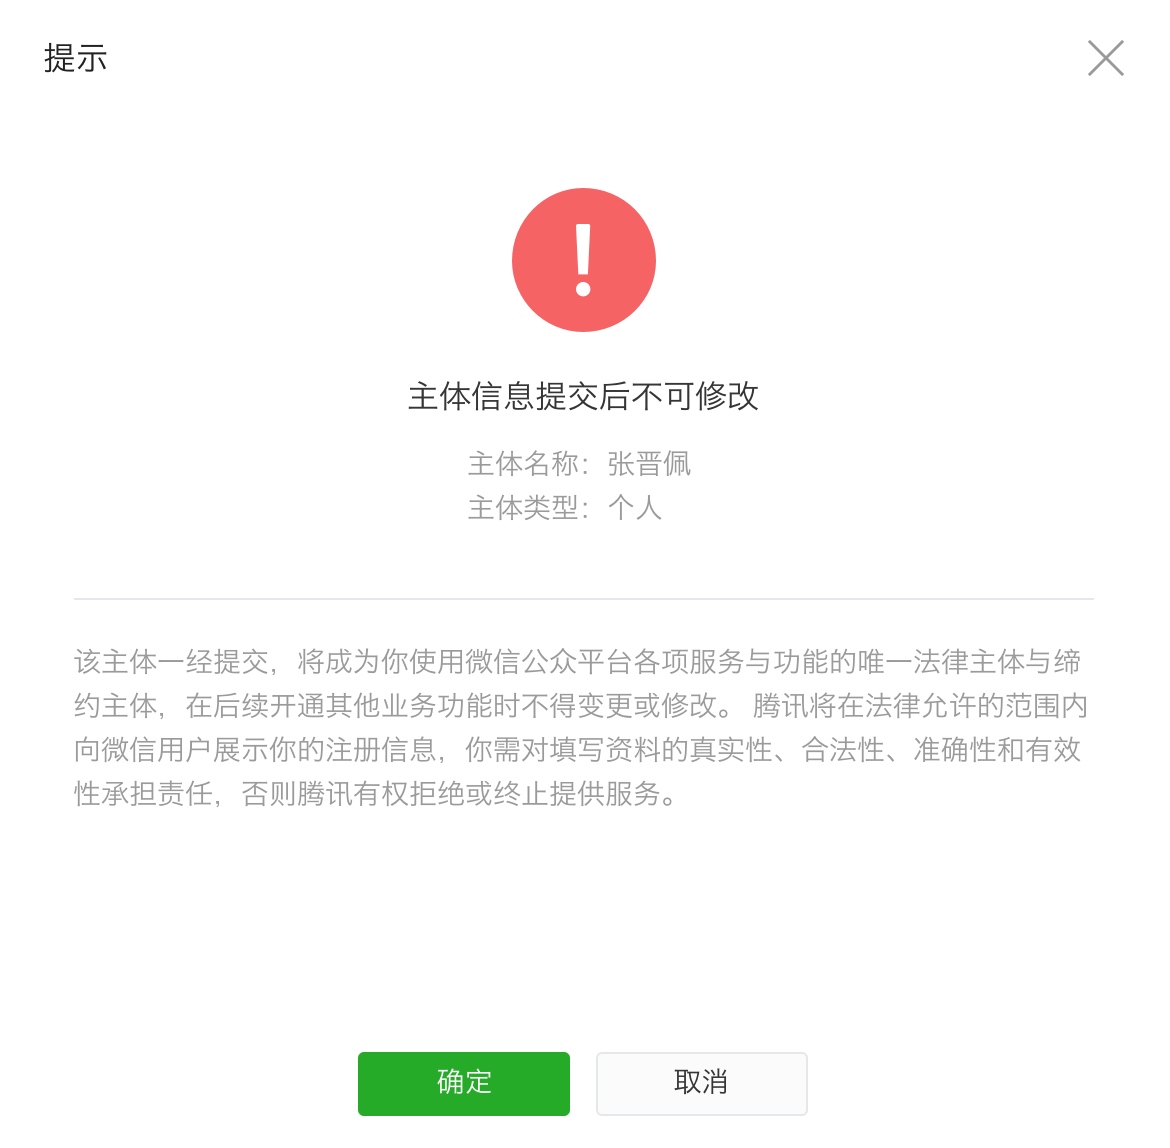 提示
主体信息提交后不可修改
主体名称：张晋佩
主体类型：个人
该主体一经提交，将成为你使用微信公众平台各项服务与功能的唯一法律主体与缔
约主体，在后续开通其他业务功能时不得变更或修改。 腾讯将在法律允许的范围内
向微信用户展示你的注册信息，你需对填写资料的真实性、合法性、准确性和有效
性承担责任，否则腾讯有权拒绝或终止提供服务。
确定
取消